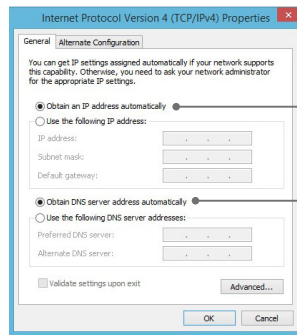 Internet Protocol Version 4 (TCP/IPv4) Properties
General
Alternate Configuration
You can get IP settings assigned automatically if your network supports
this capability. Otherwise, you need to ask your network administrator
for the appropriate IP settings.
Obtain an IP address automatically
Use the following IP address:
IP address:
Subnet mask:
Default gateway:
Obtain DNS server address automatically
Use the following DNS server addresses:
Preferred DNS server:
Alternate DNS server:
Validate settings upon exit
Advanced...
OK
Cancel